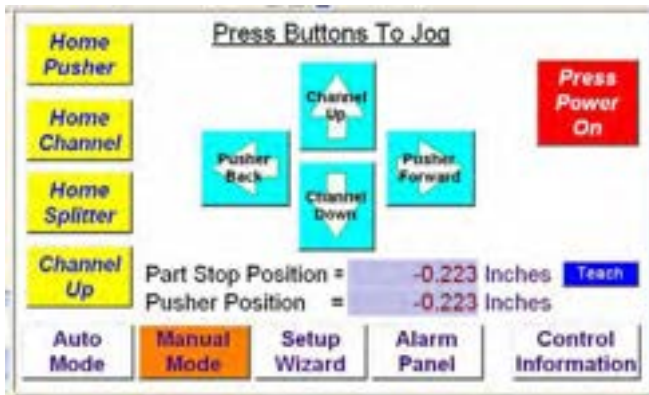 Home
Pusher
Press Buttons To Jog
Press
Power
On
Home
Channel
Channel
Up
Pusher
Back
Pusher
Forward
Home
Splitter
Channel
Down
Channel
Up
Part Stop Position = -0.223 Inches Teach
Pusher Position = -0.223 Inches
Auto
Mode
Manual
Mode
Setup
Wizard
Alarm
Panel
Control
Information